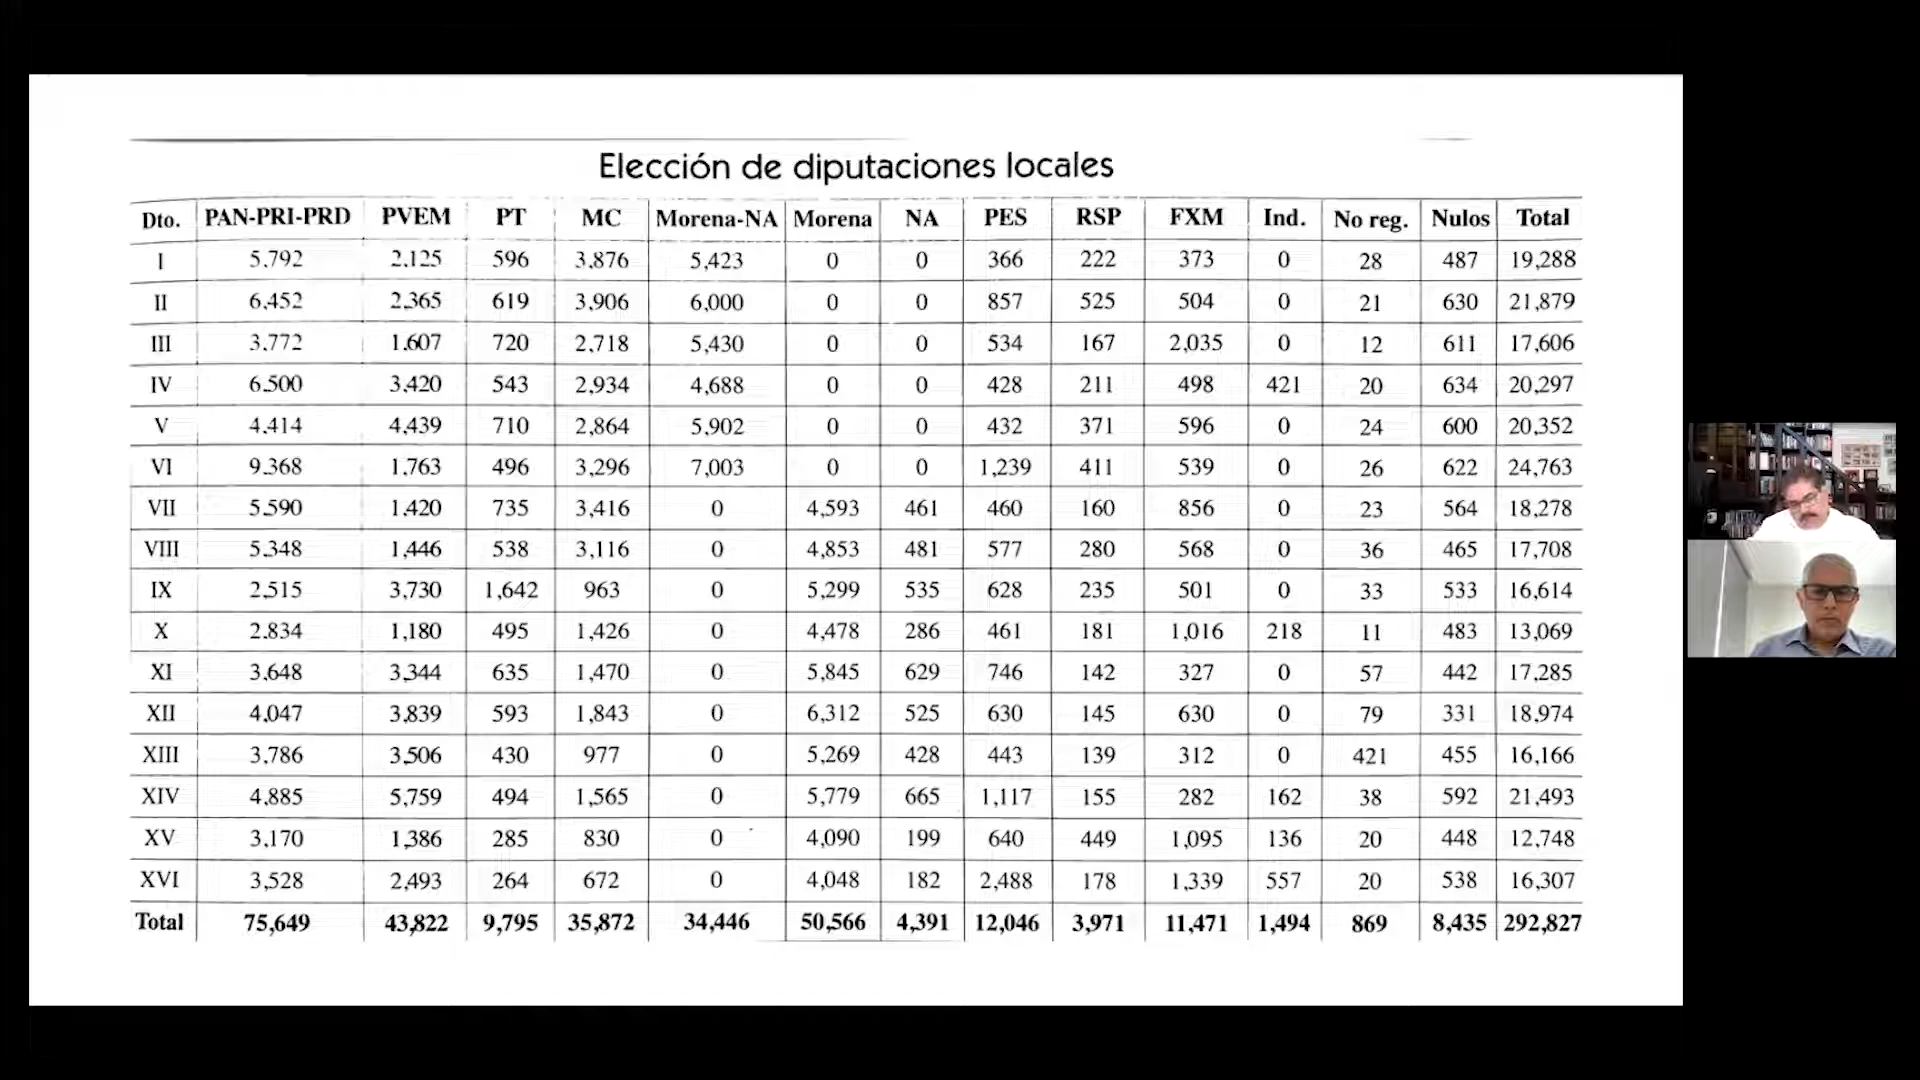 Elección de diputaciones locales
Dto. PAN-PRI-PRD PVEM PT MC Morena-NA Morena NA PES RSP FXM Ind. No reg. Nulos Total
I 5.792 2.125 596 3.876 5,423 0 0 366 222 373 0 28 487 19,288
II 6,452 2,365 619 3,906 6,000 0 0 857 525 504 0 21 630 21,879
III 3.772 1.607 720 2,718 5,430 0 0 534 167 2,035 0 12 611 17,606
IV 6.500 3,420 543 2,934 4,688 0 0 428 211 498 421 20 634 20,297
V 4.414 4,439 710 2,864 5,902 0 0 432 371 596 0 24 600 20,352
VI 9.368 1.763 496 3,296 7,003 0 0 1,239 411 539 0 26 622 24,763
VII 5.590 1.420 735 3,416 0 4,593 461 460 160 856 0 23 564 18,278
VIII 5.348 1,446 538 3,116 0 4,853 481 577 280 568 0 36 465 17,708
IX 2,515 3,730 1,642 963 0 5,299 535 628 235 501 0 33 533 16,614
X 2.834 1,180 495 1,426 0 4,478 286 461 181 1,016 218 11 483 13,069
XI 3,648 3,344 635 1,470 0 5,845 629 746 142 327 0 57 442 17,285
XII 4,047 3,839 593 1,843 0 6,312 525 630 145 630 0 79 331 18,974
XIII 3,786 3,506 430 977 0 5,269 428 443 139 312 0 421 455 16,166
XIV 4,885 5,759 494 1,565 0 5,779 665 1,117 155 282 162 38 592 21,493
XV 3,170 1,386 285 830 0 4,090 199 640 449 1,095 136 20 448 12,748
XVI 3,528 2,493 264 672 0 4,048 182 2,488 178 1,339 557 20 538 16,307
Total 75,649 43,822 9,795 35,872 34,446 50,566 4,391 12,046 3,971 11,471 1,494 869 8,435 292,827